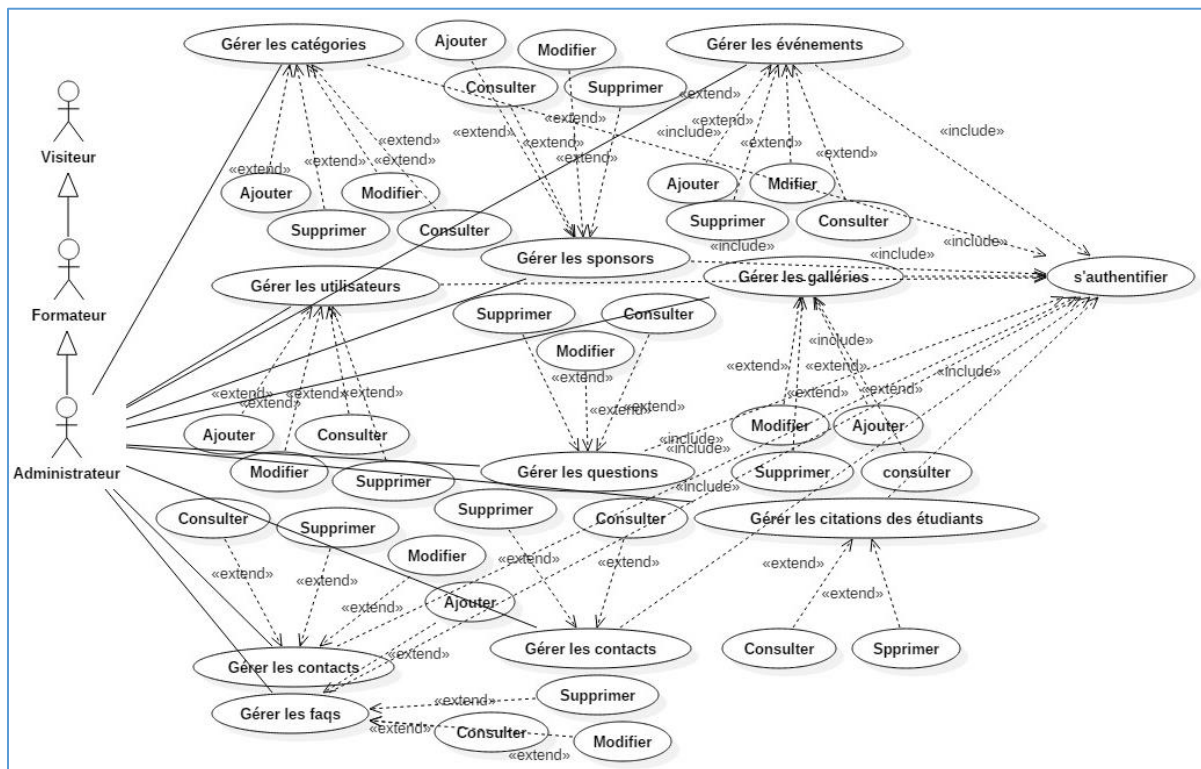 Gérer les catégories
Ajouter
Modifier
Gérer les événements
Consulter
Supprimer
«extend»
«extend»
«extend»
«extend»
«include»
«extend»
«include»
«extend»
«extend»
«extend»
«extend»
«extend»
«extend»
«extend»
Visiteur
Ajouter
Modifier
Ajouter
Mdifier
Supprimer
Consulter
Supprimer
Consulter
Gérer les sponsors
«include»
«include»
«include»
Gérer les utilisateurs
Gérer les galléries
s'authentifier
Formateur
Supprimer
Consulter
Modifier
«include»
«extend»
«extend»
«extend»
«include»
«extend»
«extend»
«extend»
«extend»
«extend»
«extend»
«extend»
Ajouter
Consulter
Modifier
Ajouter
«include»
«include»
Administrateur
Modifier
Supprimer
Gérer les questions
Supprimer
consulter
«include»
Consulter
Supprimer
Supprimer
Consulter
Gérer les citations des étudiants
Modifier
«extend»
«extend»
«extend»
«extend»
«extend»
«extend»
«extend»
Ajouter
Gérer les contacts
Gérer les contacts
Consulter
Spprimer
«extend»
Gérer les faqs
«extend»
Supprimer
«extend»
Consulter
Modifier
«extend»